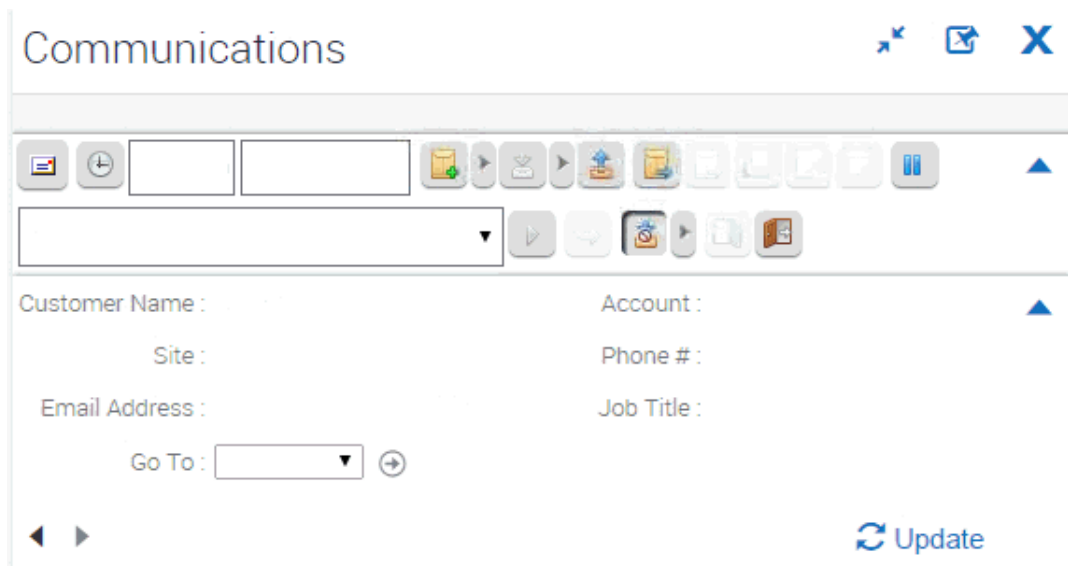 Communications
Customer Name :
Account :
Site :
Phone # :
Email Address :
Job Title :
Go To :
Update